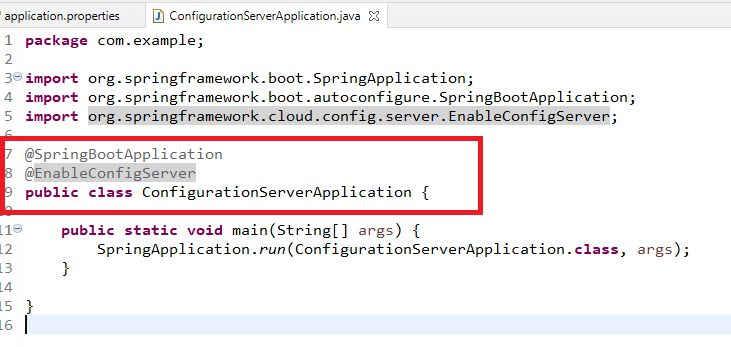 application.properties
ConfigurationServerApplication.java
1 package com.example;
2
3 import org.springframework.boot.SpringApplication;
4 import org.springframework.boot.autoconfigure.SpringBootApplication;
5 import org.springframework.cloud.config.server.EnableConfigServer;
6
7 @SpringBootApplication
8 @EnableConfigServer
9 public class ConfigurationServerApplication {
11 public static void main(String[] args) {
12 SpringApplication.run(ConfigurationServerApplication.class, args);
13 }
14
15 }
16